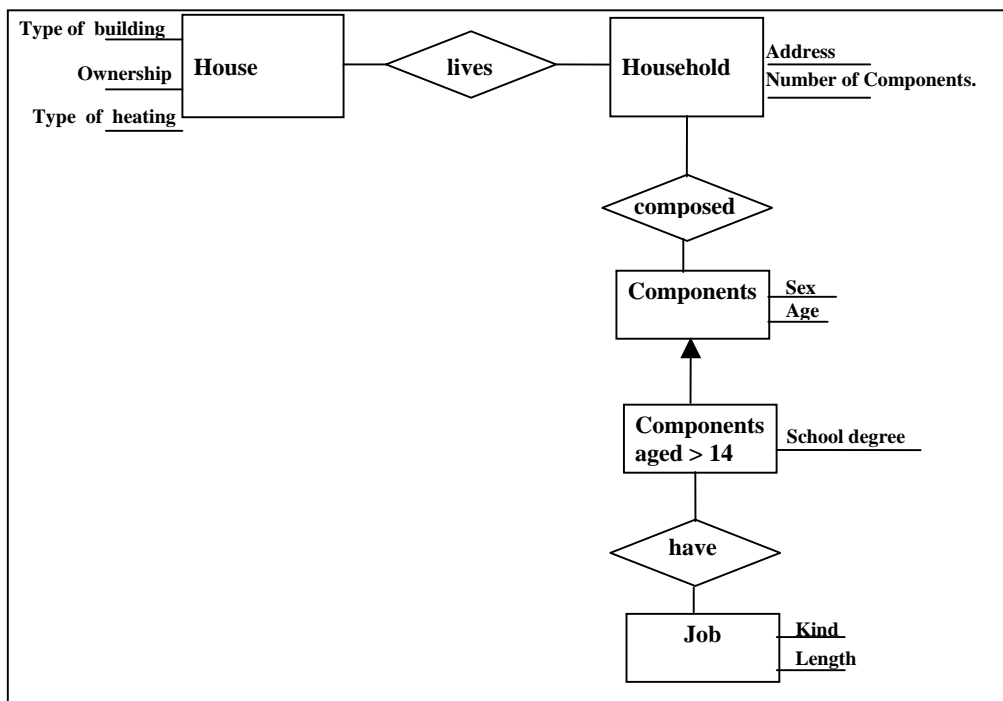 Type of building
Ownership
Type of heating
House
lives
Household
Address
Number of Components.
composed
Components
Sex
Age
Components
aged > 14
School degree
have
Job
Kind
Length